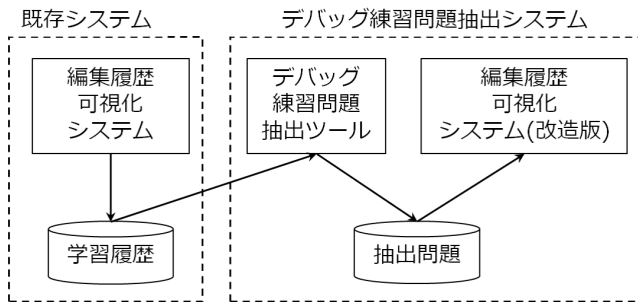 既存システム
デバッグ練習問題抽出システム
編集履歴
可視化
システム
デバッグ
練習問題
抽出ツール
編集履歴
可視化
システム(改造版)
学習履歴
抽出問題